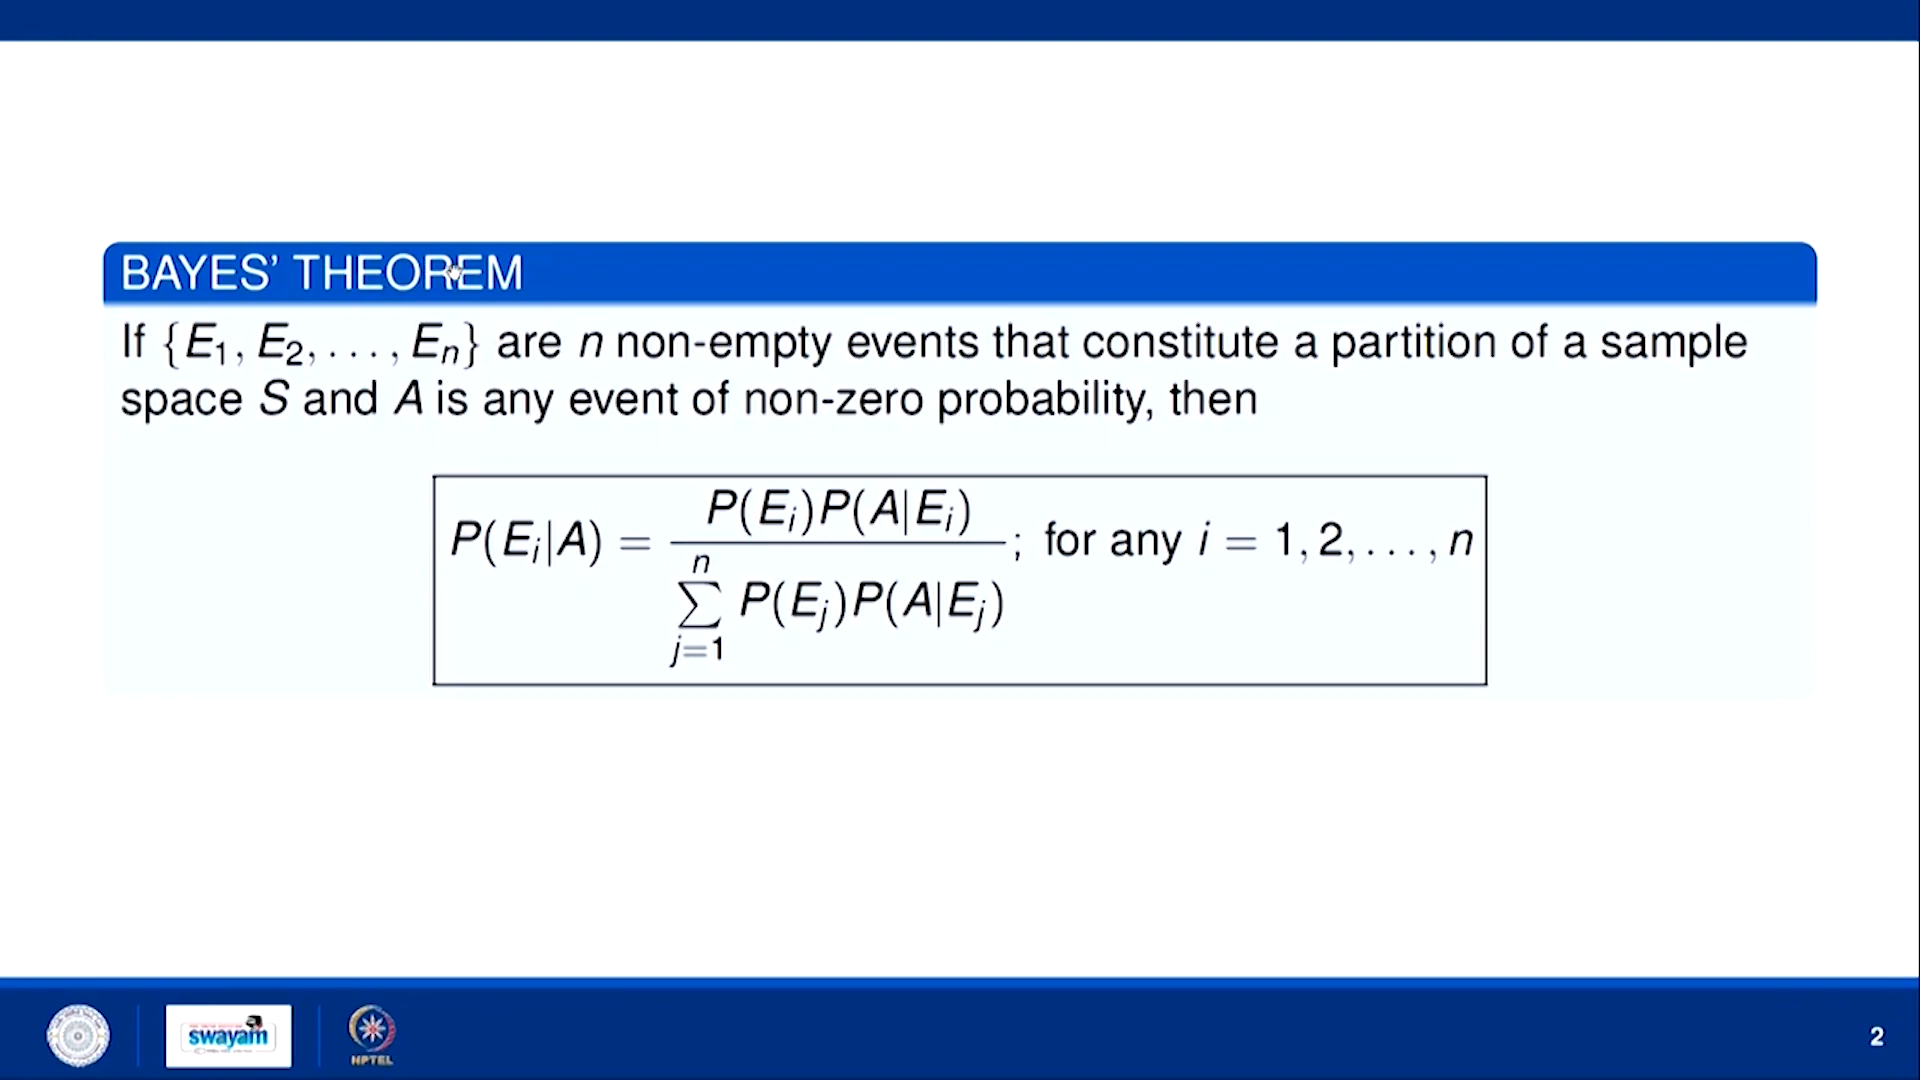 BAYES' THEOREM
If {E₁, E₂, . . . , Eₙ} are n non-empty events that constitute a partition of a sample
space S and A is any event of non-zero probability, then
P(Eᵢ|A) = P(Eᵢ)P(A|Eᵢ) / ∑ⱼ₌₁ⁿ P(Eⱼ)P(A|Eⱼ) ; for any i = 1, 2, . . . , n
swayam
NPTEL
2